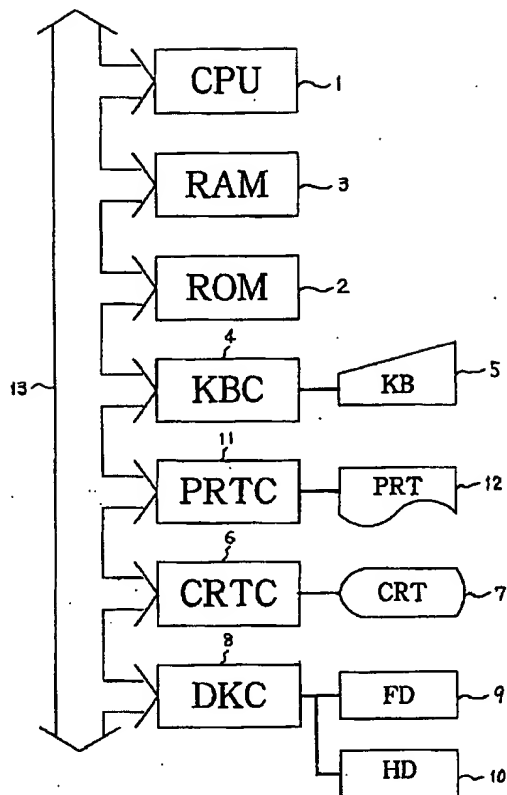 CPU 1
RAM 3
ROM 2
4
KBC KB 5
13
11
PRTC PRT 12
6
CRTC CRT 7
8
DKC FD 9
HD 10